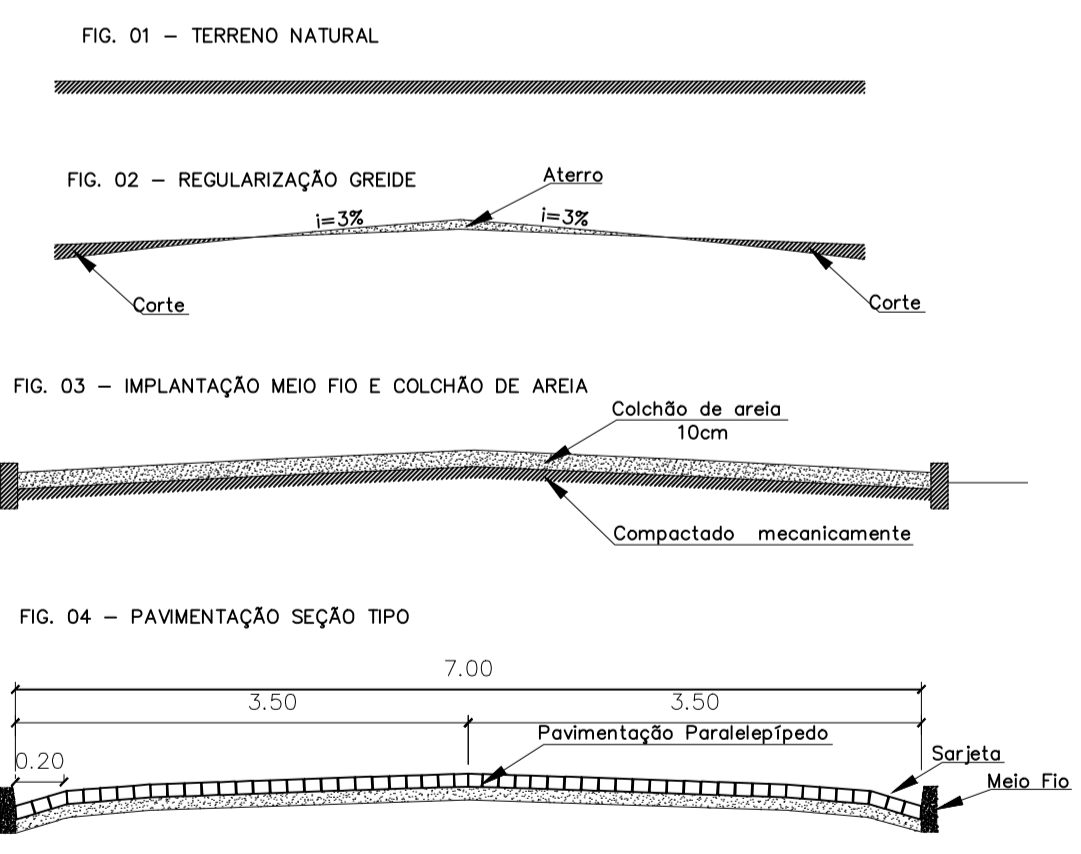 FIG. 01 – TERRENO NATURAL
FIG. 02 – REGULARIZAÇÃO GREIDE
Aterro
i=3%
i=3%
Corte
Corte
FIG. 03 – IMPLANTAÇÃO MEIO FIO E COLCHÃO DE AREIA
Colchão de areia
10cm
Compactado mecanicamente
FIG. 04 – PAVIMENTAÇÃO SEÇÃO TIPO
7.00
3.50
3.50
Pavimentação Paralelepípedo
0.20
Sarjeta
Meio Fio